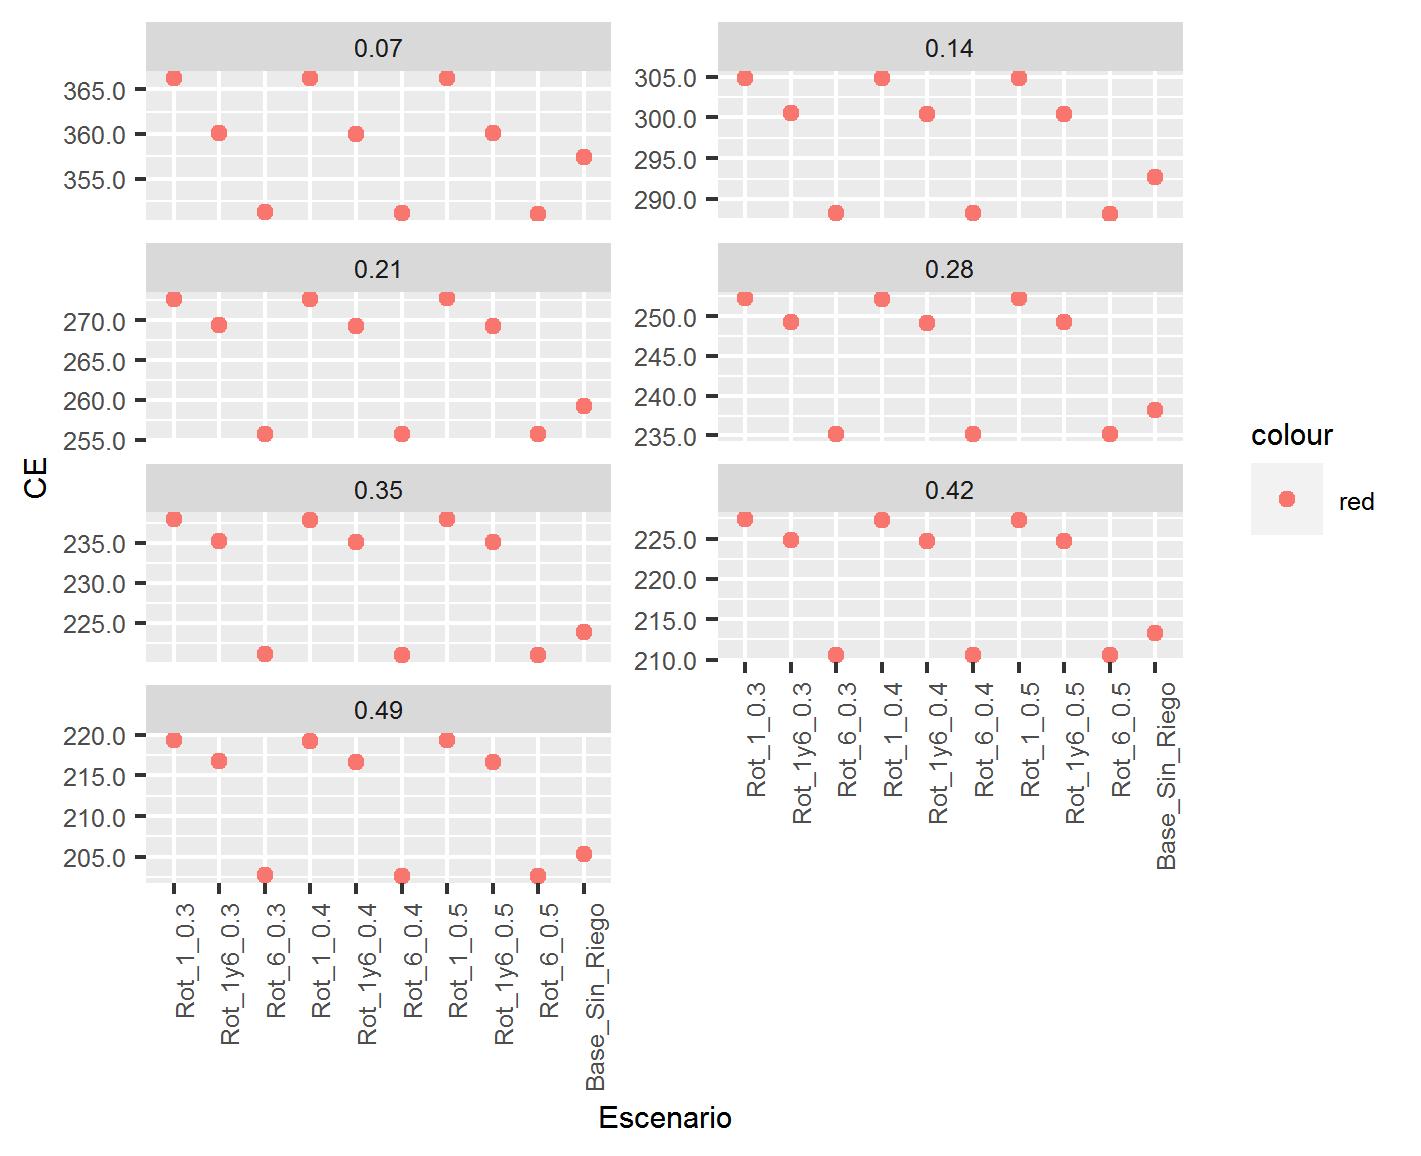 0.07
365.0
360.0
355.0
0.14
305.0
300.0
295.0
290.0
0.21
270.0
265.0
260.0
255.0
0.28
250.0
245.0
240.0
235.0
0.35
235.0
230.0
225.0
0.42
225.0
220.0
215.0
210.0
Rot_1_0.3
Rot_1y6_0.3
Rot_6_0.3
Rot_1_0.4
Rot_1y6_0.4
Rot_6_0.4
Rot_1_0.5
Rot_1y6_0.5
Rot_6_0.5
Base_Sin_Riego
0.49
220.0
215.0
210.0
205.0
Rot_1_0.3
Rot_1y6_0.3
Rot_6_0.3
Rot_1_0.4
Rot_1y6_0.4
Rot_6_0.4
Rot_1_0.5
Rot_1y6_0.5
Rot_6_0.5
Base_Sin_Riego
CE
Escenario
colour
red